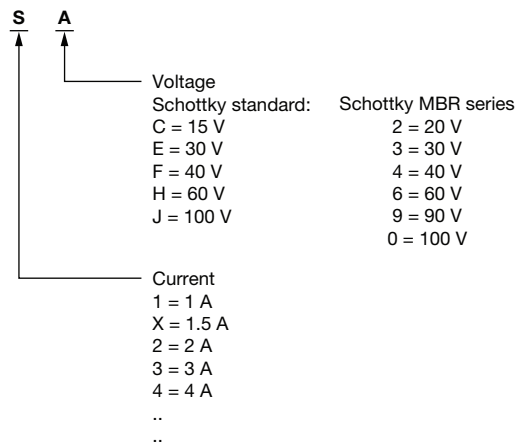 S A
Voltage
Schottky standard: Schottky MBR series
C = 15 V 2 = 20 V
E = 30 V 3 = 30 V
F = 40 V 4 = 40 V
H = 60 V 6 = 60 V
J = 100 V 9 = 90 V
0 = 100 V
Current
1 = 1 A
X = 1.5 A
2 = 2 A
3 = 3 A
4 = 4 A
..
..